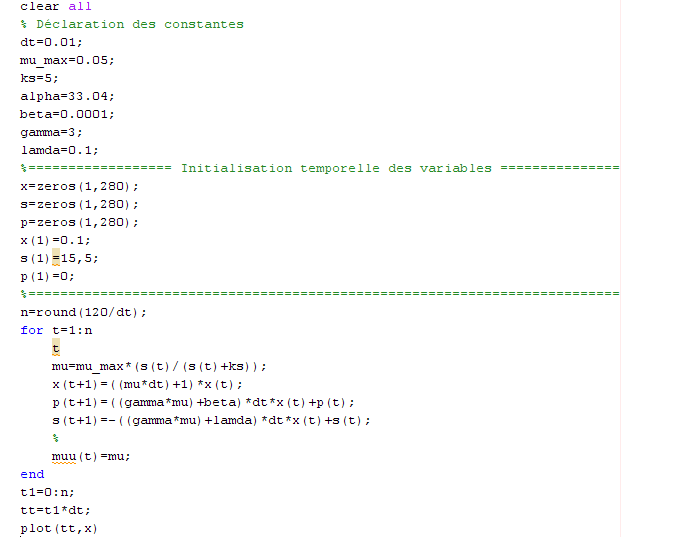 clear all
% Déclaration des constantes
dt=0.01;
mu_max=0.05;
ks=5;
alpha=33.04;
beta=0.0001;
gamma=3;
lamda=0.1;
%================== Initialisation temporelle des variables ===============
x=zeros(1,280);
s=zeros(1,280);
p=zeros(1,280);
x(1)=0.1;
s(1)=15,5;
p(1)=0;
%==========================================================================
n=round(120/dt);
for t=1:n
    t
    mu=mu_max*(s(t)/(s(t)+ks));
    x(t+1)=((mu*dt)+1)*x(t);
    p(t+1)=((gamma*mu)+beta)*dt*x(t)+p(t);
    s(t+1)=-((gamma*mu)+lamda)*dt*x(t)+s(t);
    %
    muu(t)=mu;
end
t1=0:n;
tt=t1*dt;
plot(tt,x)